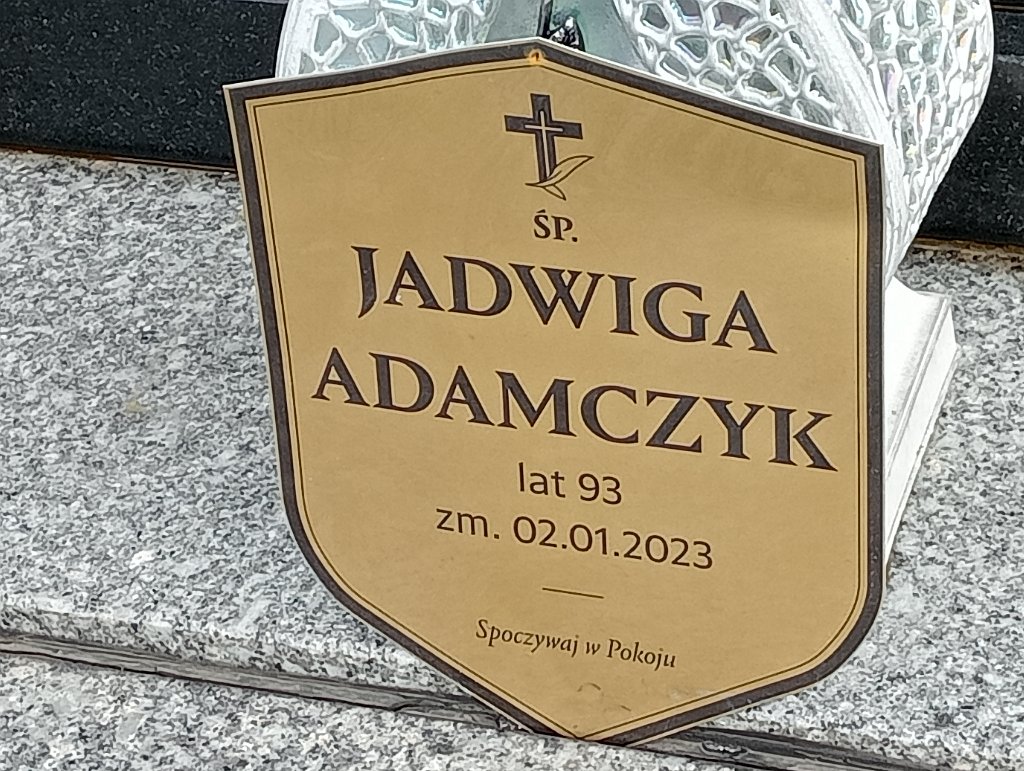 ŚP.
JADWIGA
ADAMCZYK
lat 93
zm. 02.01.2023
Spoczywaj w Pokoju